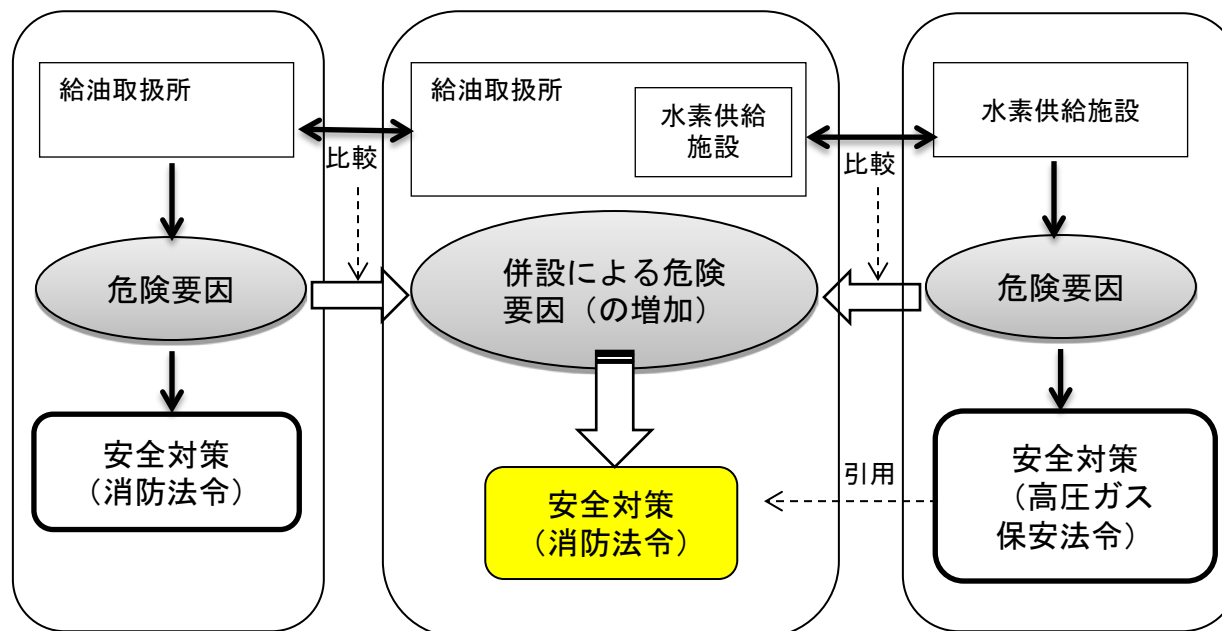 給油取扱所
給油取扱所
水素供給
施設
水素供給施設
比較
比較
危険要因
併設による危険
要因（の増加）
危険要因
安全対策
（消防法令）
安全対策
（消防法令）
引用
安全対策
（高圧ガス
保安法令）